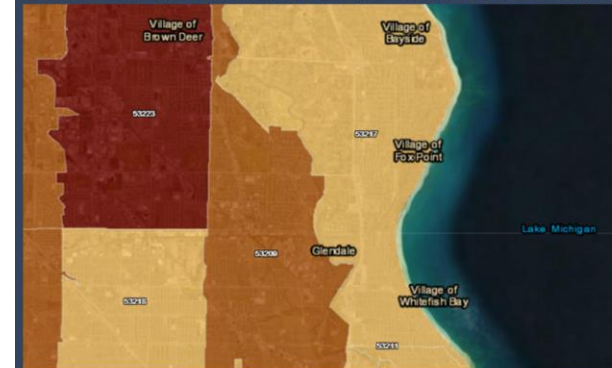 Village of
Brown Deer
Village of
Bayside
53223
53217
Village of
Fox Point
Lake Michigan
Glendale
53209
Village of
Whitefish Bay
53218
53211